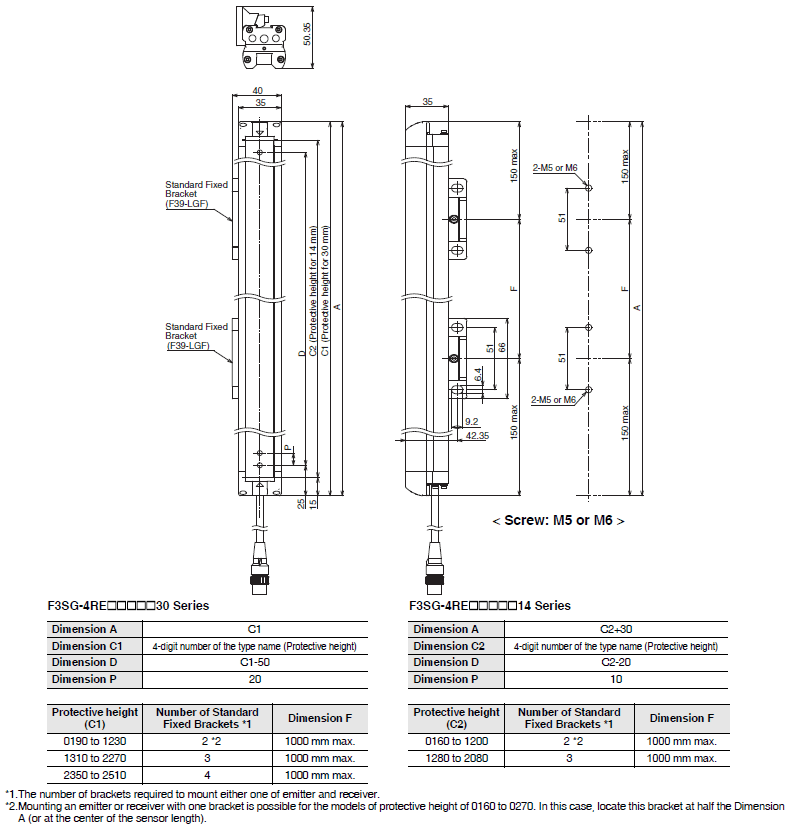 50.35
40
35
35
Standard Fixed
Bracket
(F39-LGF)
Standard Fixed
Bracket
(F39-LGF)
D
C2 (Protective height for 14 mm)
C1 (Protective height for 30 mm)
A
P
25
15
150 max
F
51
66
6.4
9.2
42.35
150 max
2-M5 or M6
51
150 max
F
A
51
2-M5 or M6
150 max
< Screw: M5 or M6 >
F3SG-4RE□□□□□30 Series
Dimension A C1
Dimension C1 4-digit number of the type name (Protective height)
Dimension D C1-50
Dimension P 20
Protective height (C1) Number of Standard Fixed Brackets *1 Dimension F
0190 to 1230 2 *2 1000 mm max.
1310 to 2270 3 1000 mm max.
2350 to 2510 4 1000 mm max.
F3SG-4RE□□□□□14 Series
Dimension A C2+30
Dimension C2 4-digit number of the type name (Protective height)
Dimension D C2-20
Dimension P 10
Protective height (C2) Number of Standard Fixed Brackets *1 Dimension F
0160 to 1200 2 *2 1000 mm max.
1280 to 2080 3 1000 mm max.
*1.The number of brackets required to mount either one of emitter and receiver.
*2.Mounting an emitter or receiver with one bracket is possible for the models of protective height of 0160 to 0270. In this case, locate this bracket at half the Dimension
A (or at the center of the sensor length).